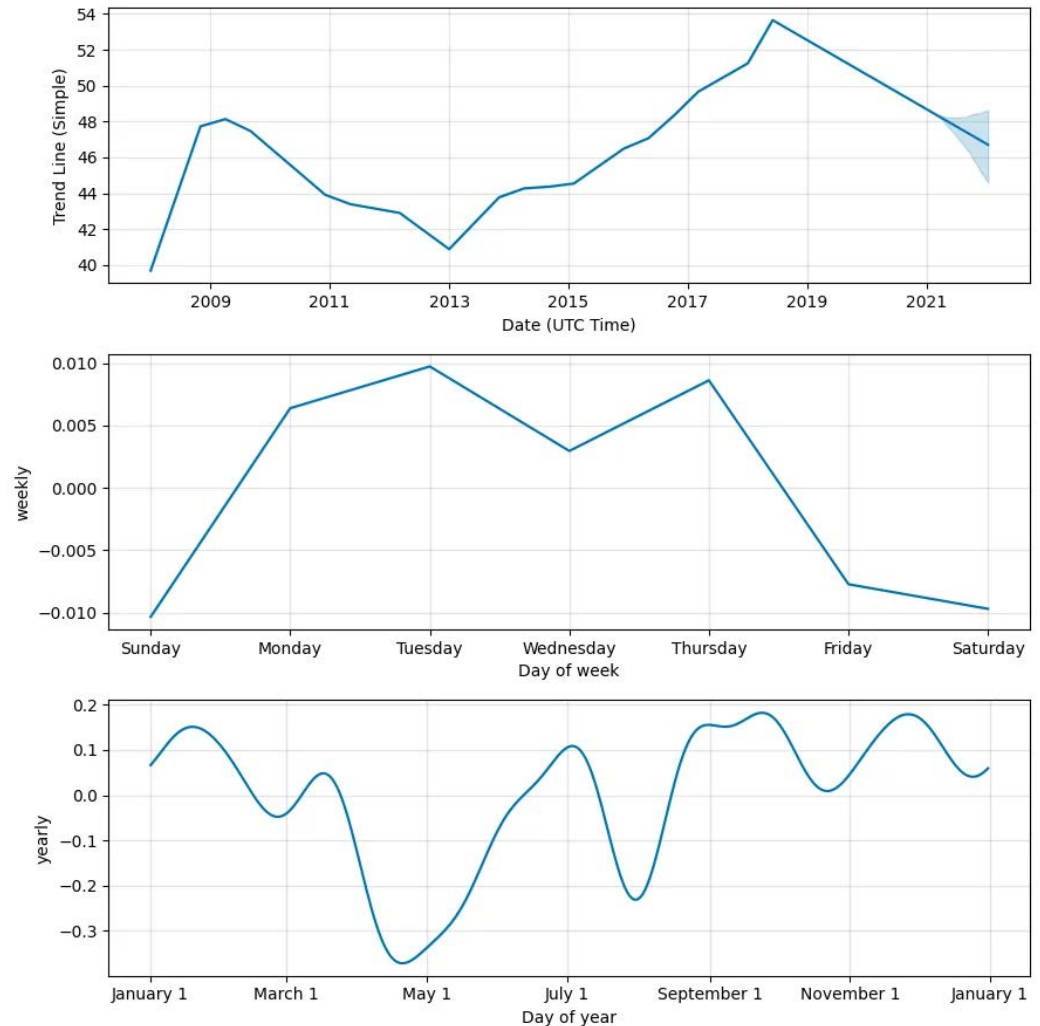 54
52
50
48
46
44
42
40
Trend Line (Simple)
2009 2011 2013 2015 2017 2019 2021
Date (UTC Time)
0.010
0.005
0.000
−0.005
−0.010
weekly
Sunday Monday Tuesday Wednesday Thursday Friday Saturday
Day of week
0.2
0.1
0.0
−0.1
−0.2
−0.3
yearly
January 1 March 1 May 1 July 1 September 1 November 1 January 1
Day of year